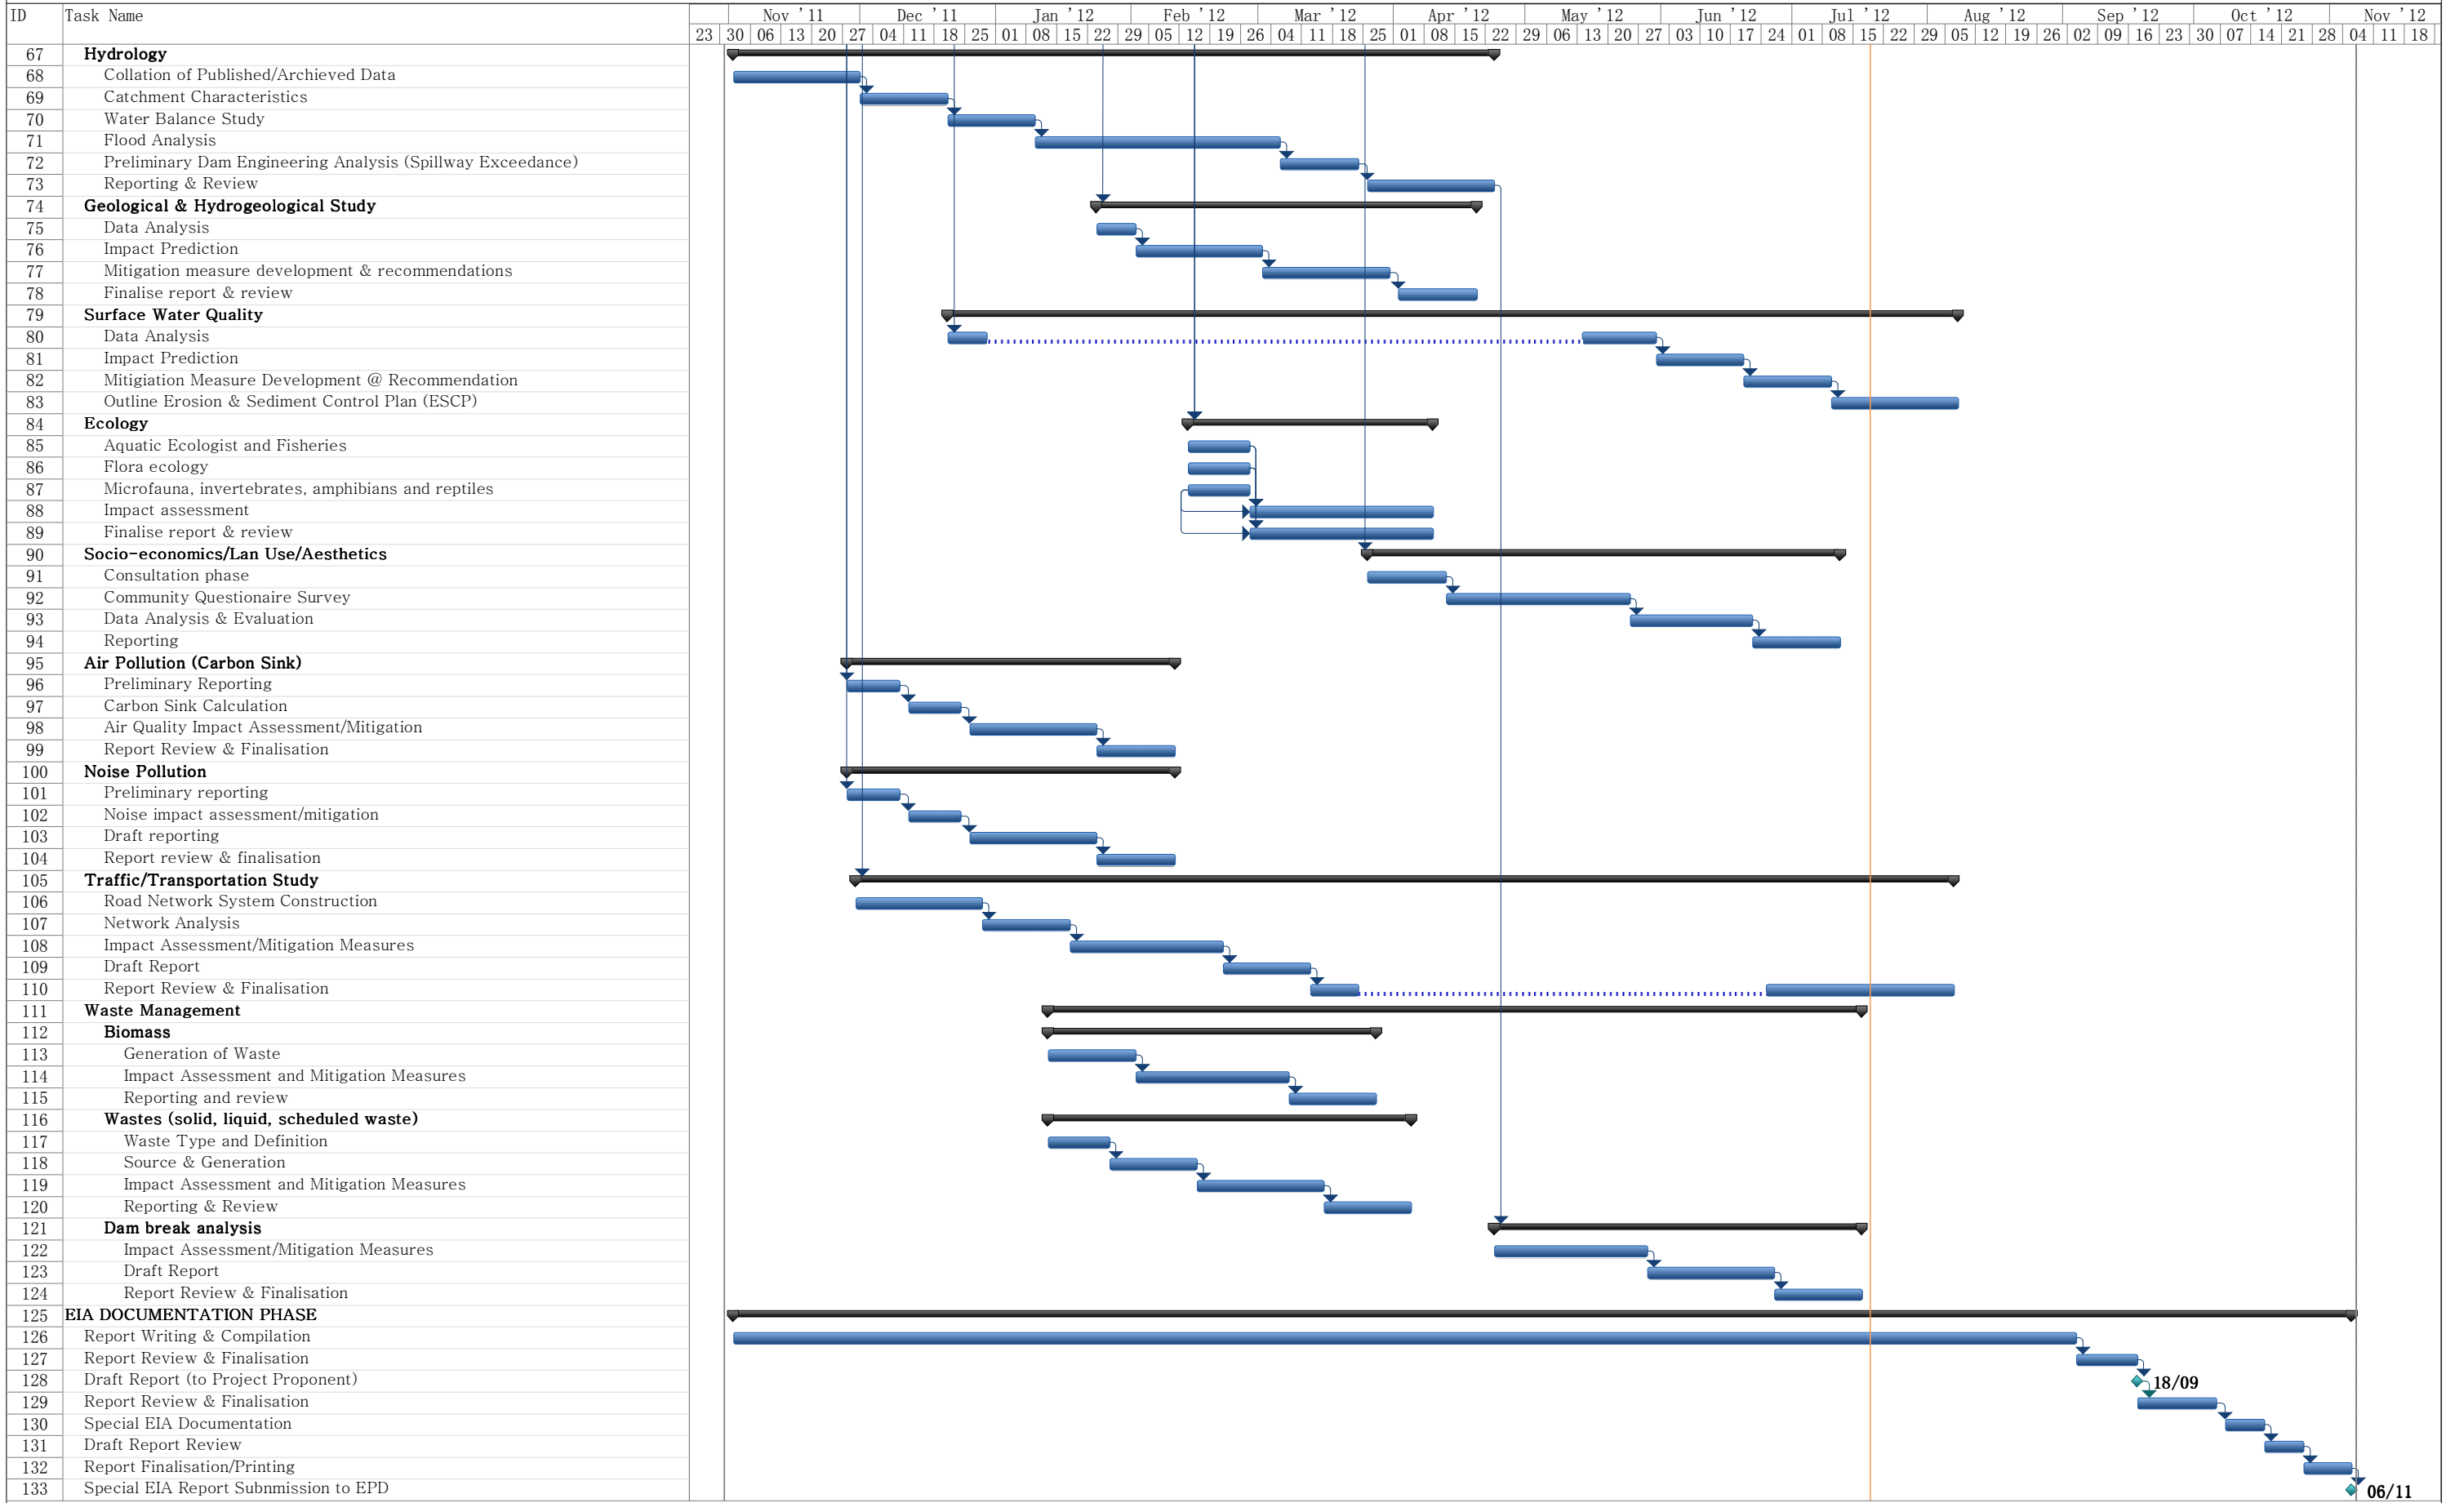 ID Task Name Nov '11 Dec '11 Jan '12 Feb '12 Mar '12 Apr '12 May '12 Jun '12 Jul '12 Aug '12 Sep '12 Oct '12 Nov '12
23 30 06 13 20 27 04 11 18 25 01 08 15 22 29 05 12 19 26 04 11 18 25 01 08 15 22 29 06 13 20 27 03 10 17 24 01 08 15 22 29 05 12 19 26 02 09 16 23 30 07 14 21 28 04 11 18
67 Hydrology
68 Collation of Published/Archieved Data
69 Catchment Characteristics
70 Water Balance Study
71 Flood Analysis
72 Preliminary Dam Engineering Analysis (Spillway Exceedance)
73 Reporting & Review
74 Geological & Hydrogeological Study
75 Data Analysis
76 Impact Prediction
77 Mitigation measure development & recommendations
78 Finalise report & review
79 Surface Water Quality
80 Data Analysis
81 Impact Prediction
82 Mitigiation Measure Development @ Recommendation
83 Outline Erosion & Sediment Control Plan (ESCP)
84 Ecology
85 Aquatic Ecologist and Fisheries
86 Flora ecology
87 Microfauna, invertebrates, amphibians and reptiles
88 Impact assessment
89 Finalise report & review
90 Socio-economics/Lan Use/Aesthetics
91 Consultation phase
92 Community Questionaire Survey
93 Data Analysis & Evaluation
94 Reporting
95 Air Pollution (Carbon Sink)
96 Preliminary Reporting
97 Carbon Sink Calculation
98 Air Quality Impact Assessment/Mitigation
99 Report Review & Finalisation
100 Noise Pollution
101 Preliminary reporting
102 Noise impact assessment/mitigation
103 Draft reporting
104 Report review & finalisation
105 Traffic/Transportation Study
106 Road Network System Construction
107 Network Analysis
108 Impact Assessment/Mitigation Measures
109 Draft Report
110 Report Review & Finalisation
111 Waste Management
112 Biomass
113 Generation of Waste
114 Impact Assessment and Mitigation Measures
115 Reporting and review
116 Wastes (solid, liquid, scheduled waste)
117 Waste Type and Definition
118 Source & Generation
119 Impact Assessment and Mitigation Measures
120 Reporting & Review
121 Dam break analysis
122 Impact Assessment/Mitigation Measures
123 Draft Report
124 Report Review & Finalisation
125 EIA DOCUMENTATION PHASE
126 Report Writing & Compilation
127 Report Review & Finalisation
128 Draft Report (to Project Proponent) 18/09
129 Report Review & Finalisation
130 Special EIA Documentation
131 Draft Report Review
132 Report Finalisation/Printing
133 Special EIA Report Subnmission to EPD 06/11